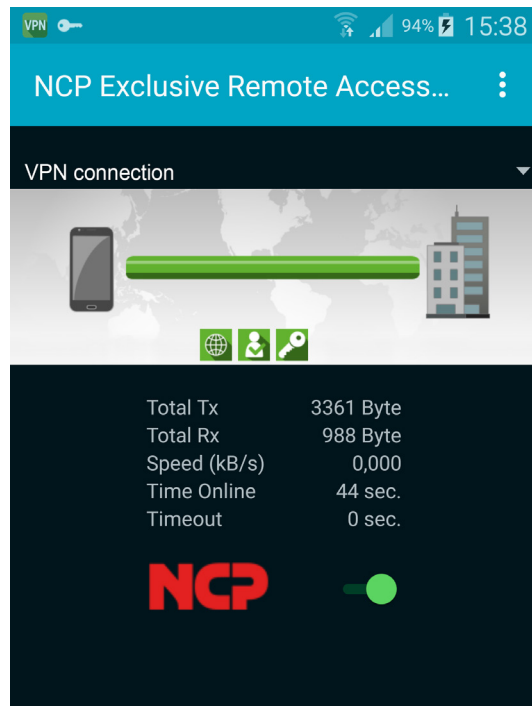 VPN 94% 15:38
NCP Exclusive Remote Access...
VPN connection
Total Tx 3361 Byte
Total Rx 988 Byte
Speed (kB/s) 0,000
Time Online 44 sec.
Timeout 0 sec.
NCP